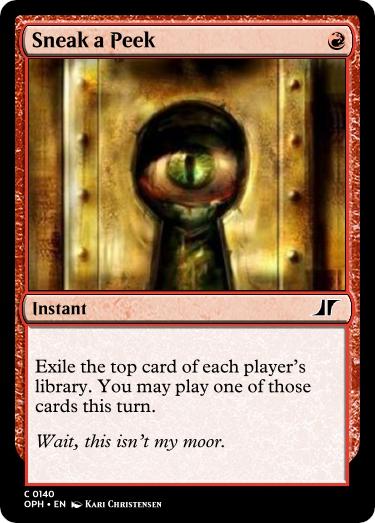 Sneak a Peek
Instant
Exile the top card of each player's
library. You may play one of those
cards this turn.
Wait, this isn't my moor.
C 0140
OPH • EN Kari Christensen